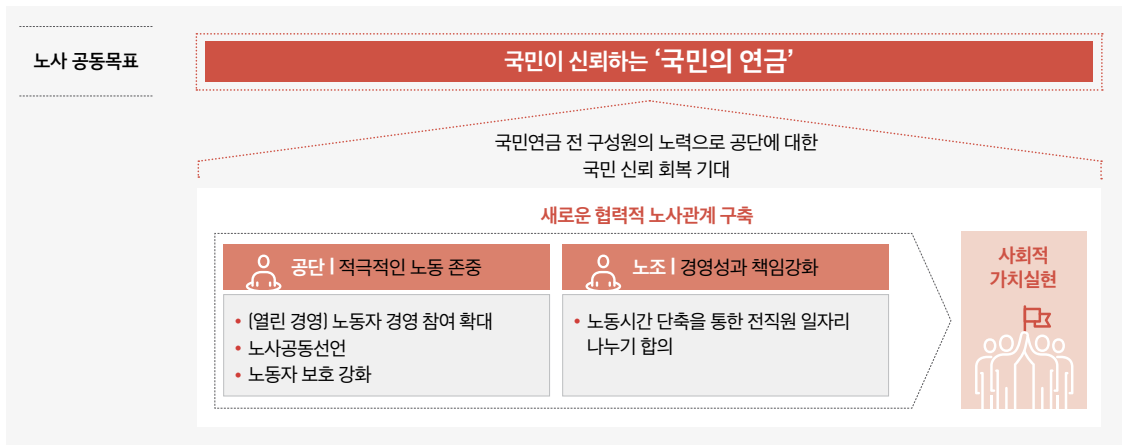 노사 공동목표
국민이 신뢰하는 ‘국민의 연금’
국민연금 전 구성원의 노력으로 공단에 대한
국민 신뢰 회복 기대
새로운 협력적 노사관계 구축
공단 | 적극적인 노동 존중
• (열린 경영) 노동자 경영 참여 확대
• 노사공동선언
• 노동자 보호 강화
노조 | 경영성과 책임강화
• 노동시간 단축을 통한 전직원 일자리
나누기 합의
사회적
가치실현